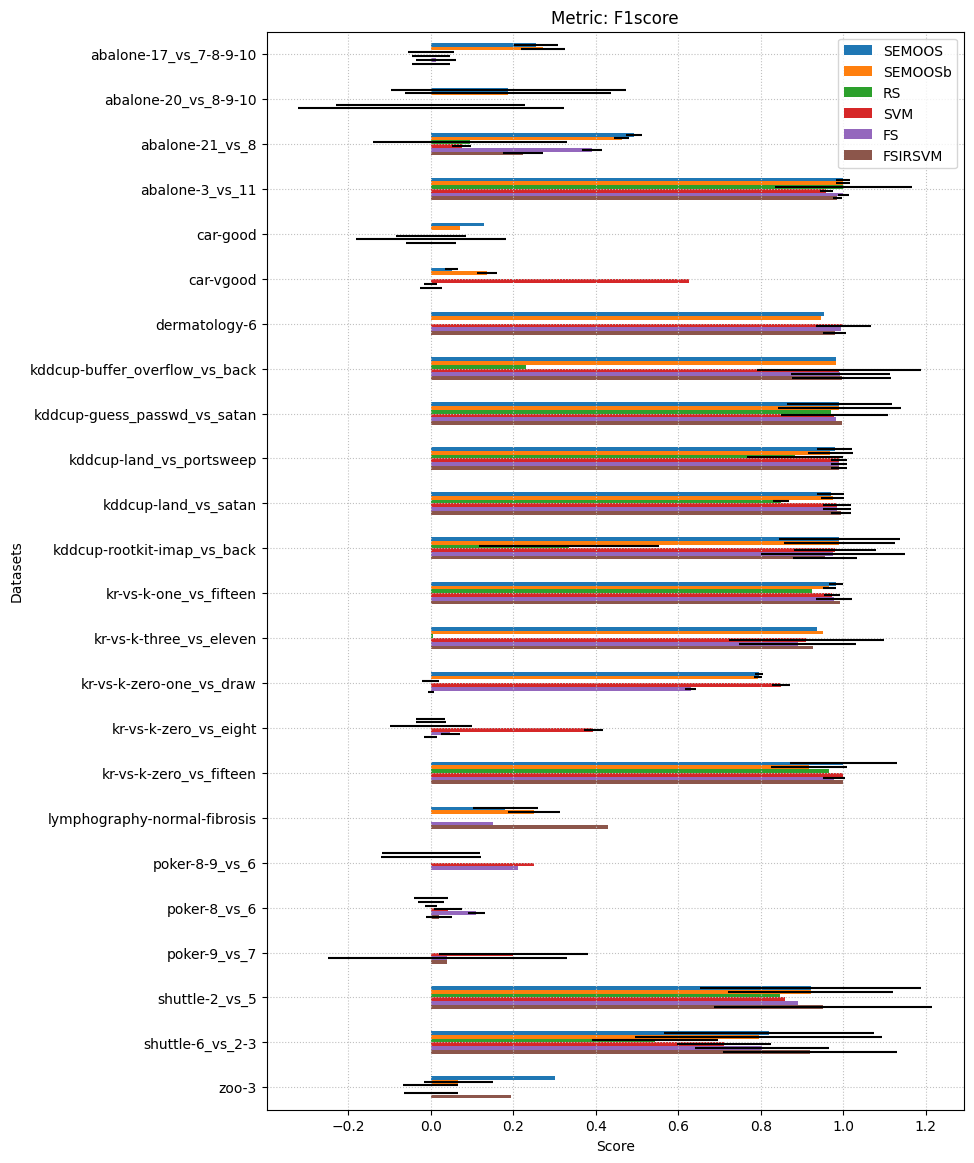 Metric: F1score
SEMOOS
SEMOOSb
RS
SVM
FS
FSIRSVM
Datasets
abalone-17_vs_7-8-9-10
abalone-20_vs_8-9-10
abalone-21_vs_8
abalone-3_vs_11
car-good
car-vgood
dermatology-6
kddcup-buffer_overflow_vs_back
kddcup-guess_passwd_vs_satan
kddcup-land_vs_portsweep
kddcup-land_vs_satan
kddcup-rootkit-imap_vs_back
kr-vs-k-one_vs_fifteen
kr-vs-k-three_vs_eleven
kr-vs-k-zero-one_vs_draw
kr-vs-k-zero_vs_eight
kr-vs-k-zero_vs_fifteen
lymphography-normal-fibrosis
poker-8-9_vs_6
poker-8_vs_6
poker-9_vs_7
shuttle-2_vs_5
shuttle-6_vs_2-3
zoo-3
−0.2 0.0 0.2 0.4 0.6 0.8 1.0 1.2
Score